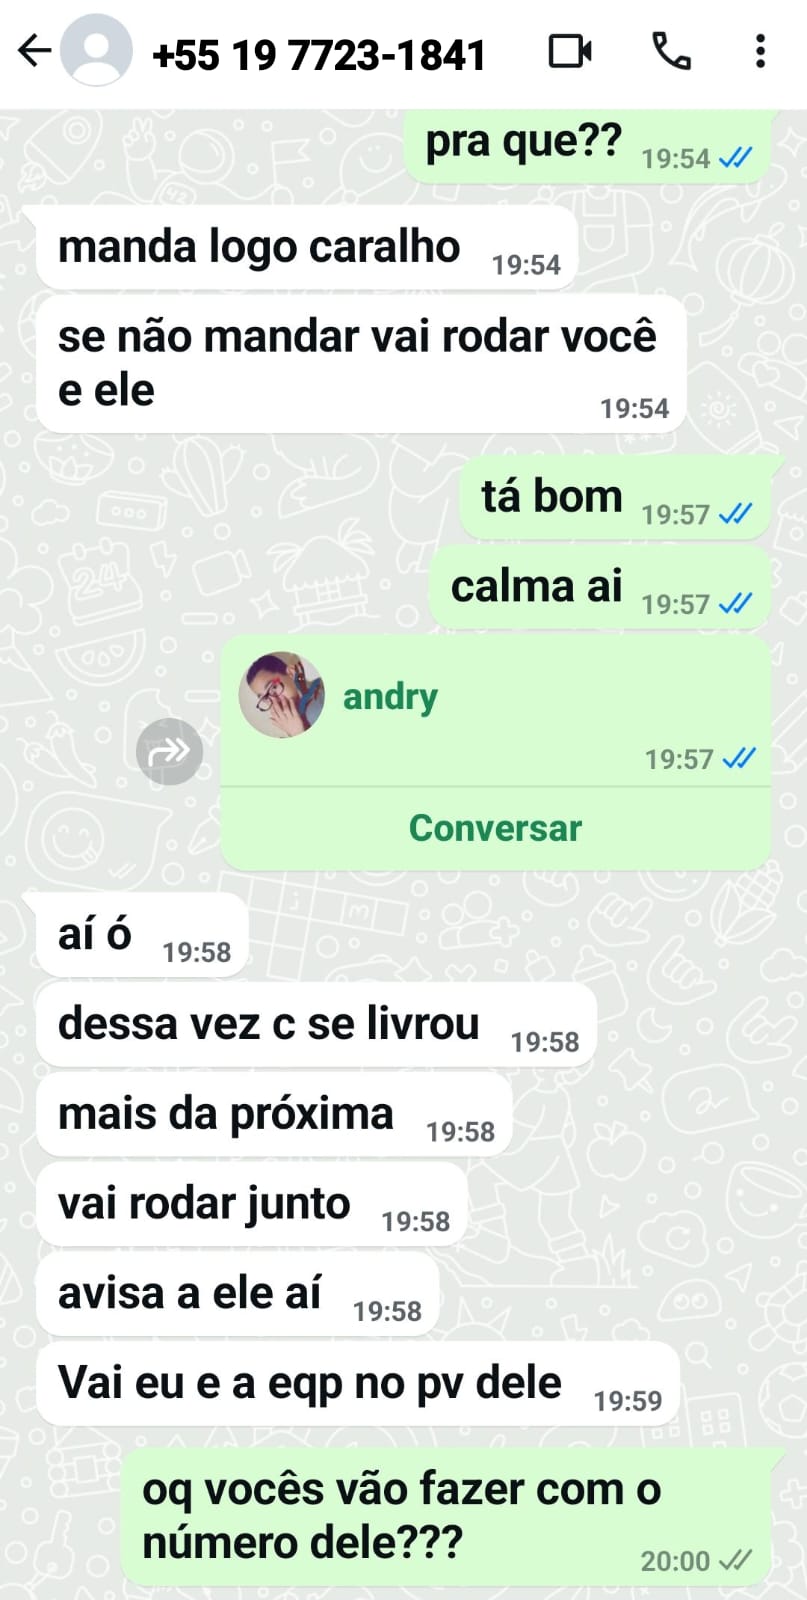 +55 19 7723-1841
pra que??
19:54
manda logo caralho
19:54
se não mandar vai rodar você
e ele
19:54
tá bom
19:57
calma ai
19:57
andry
19:57
Conversar
aí ó
19:58
dessa vez c se livrou
19:58
mais da próxima
19:58
vai rodar junto
19:58
avisa a ele aí
19:58
Vai eu e a eqp no pv dele
19:59
oq vocês vão fazer com o
número dele???
20:00